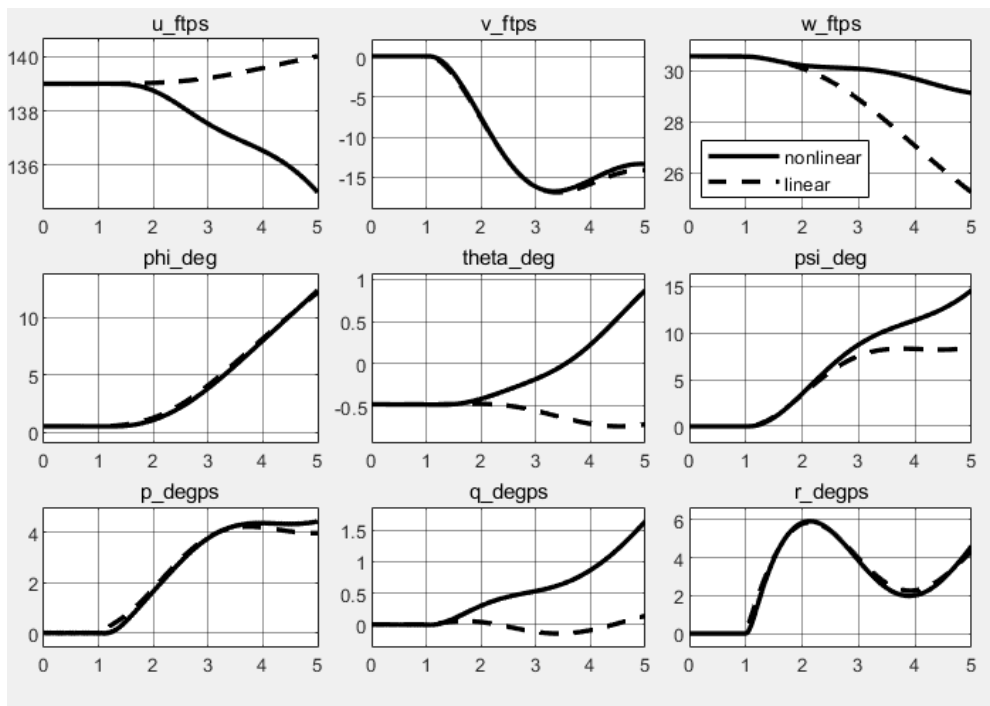 u_ftps
v_ftps
w_ftps
140
138
136
0 1 2 3 4 5
0
-5
-10
-15
0 1 2 3 4 5
30
28
26
nonlinear
linear
0 1 2 3 4 5
phi_deg
theta_deg
psi_deg
10
5
0
0 1 2 3 4 5
1
0.5
0
-0.5
0 1 2 3 4 5
15
10
5
0
0 1 2 3 4 5
p_degps
q_degps
r_degps
4
2
0
0 1 2 3 4 5
1.5
1
0.5
0
0 1 2 3 4 5
6
4
2
0
0 1 2 3 4 5